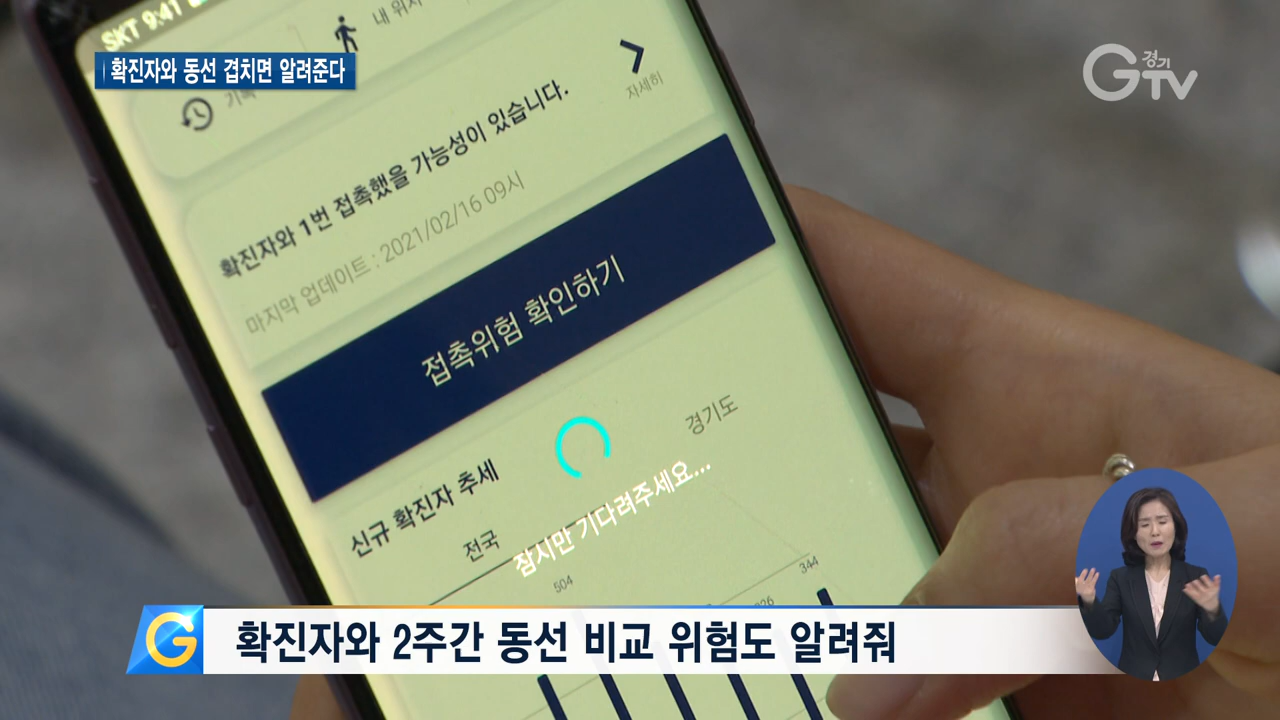 SKT 9:41
내 위치
확진자와 동선 겹치면 알려준다
경기
GTV
기록
자세히
확진자와 1번 접촉했을 가능성이 있습니다.
마지막 업데이트 : 2021/02/16 09시
접촉위험 확인하기
신규 확진자 추세
전국
경기도
잠시만 기다려주세요...
504
344
G
확진자와 2주간 동선 비교 위험도 알려줘